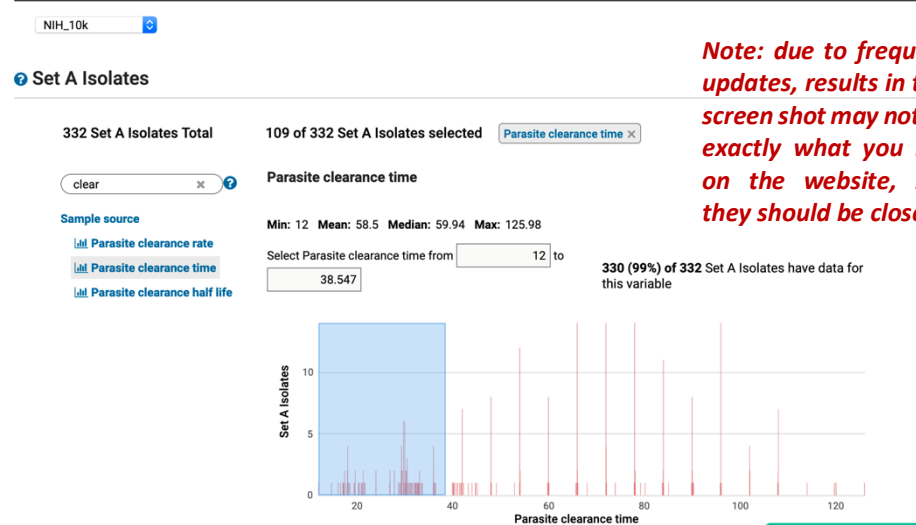 NIH_10k
Note: due to frequ
updates, results in
screen shot may not
exactly what you
on the website,
they should be close
Set A Isolates
332 Set A Isolates Total
109 of 332 Set A Isolates selected
Parasite clearance time ×
clear ×
Parasite clearance time
Sample source
Parasite clearance rate
Parasite clearance time
Parasite clearance half life
Min: 12 Mean: 58.5 Median: 59.94 Max: 125.98
Select Parasite clearance time from 12 to
38.547
330 (99%) of 332 Set A Isolates have data for
this variable
Set A Isolates
10
5
0
20 40 60 80 100 120
Parasite clearance time